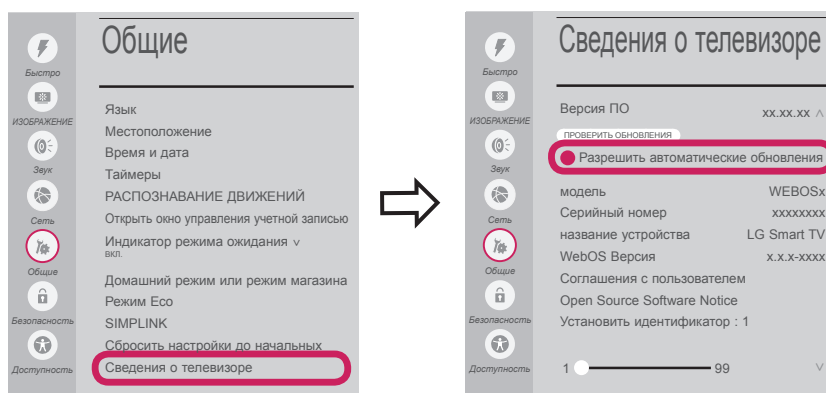 Общие
Быстро
ИЗОБРАЖЕНИЕ
Звук
Сеть
Общие
Безопасность
Доступность
Язык
Местоположение
Время и дата
Таймеры
РАСПОЗНАВАНИЕ ДВИЖЕНИЙ
Открыть окно управления учетной записью
Индикатор режима ожидания ˅
вкл.
Домашний режим или режим магазина
Режим Eco
SIMPLINK
Сбросить настройки до начальных
Сведения о телевизоре
Сведения о телевизоре
Быстро
ИЗОБРАЖЕНИЕ
Звук
Сеть
Общие
Безопасность
Доступность
Версия ПО xx.xx.xx ˄
ПРОВЕРИТЬ ОБНОВЛЕНИЯ
Разрешить автоматические обновления
модель WEBOSx
Серийный номер xxxxxxxx
название устройства LG Smart TV
WebOS Версия x.x.x-xxxx
Соглашения с пользователем
Open Source Software Notice
Установить идентификатор : 1
1 99 ˅